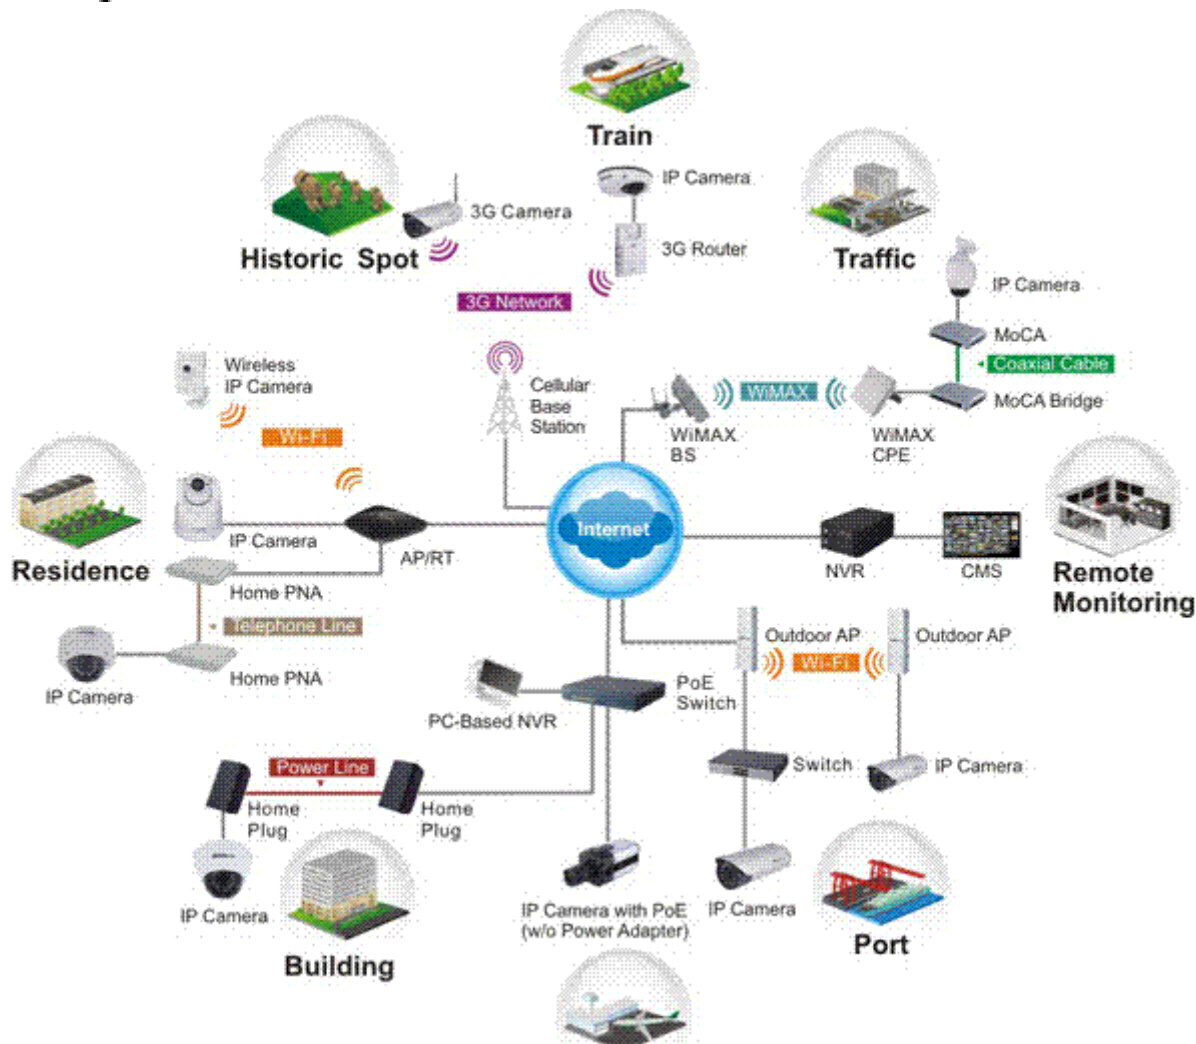 Train
IP Camera
3G Camera
3G Router
Historic Spot
Traffic
3G Network
IP Camera
MoCA
Coaxial Cable
Wireless
IP Camera
Cellular
Base
Station
WiMAX
MoCA Bridge
WiMAX
BS
WiMAX
CPE
Wi-Fi
Internet
IP Camera
AP/RT
NVR
CMS
Residence
Home PNA
Remote
Monitoring
Telephone Line
Outdoor AP
Outdoor AP
Wi-Fi
Home PNA
IP Camera
PoE
Switch
PC-Based NVR
Power Line
Switch
IP Camera
Home
Plug
Home
Plug
IP Camera
IP Camera with PoE
(w/o Power Adapter)
IP Camera
Port
Building